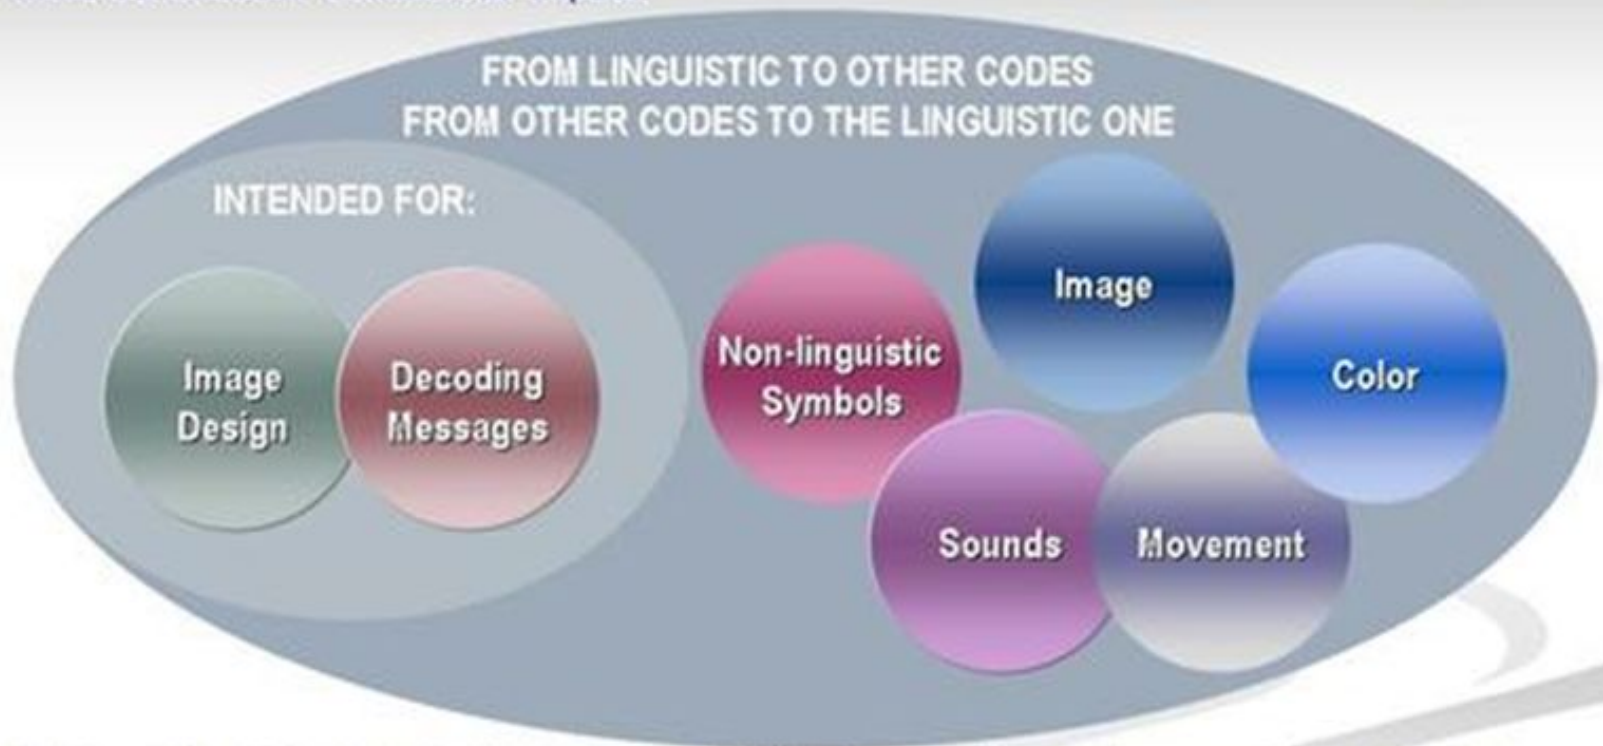 FROM LINGUISTIC TO OTHER CODES
FROM OTHER CODES TO THE LINGUISTIC ONE
INTENDED FOR:
Image
Design
Decoding
Messages
Non-linguistic
Symbols
Image
Color
Sounds
Movement